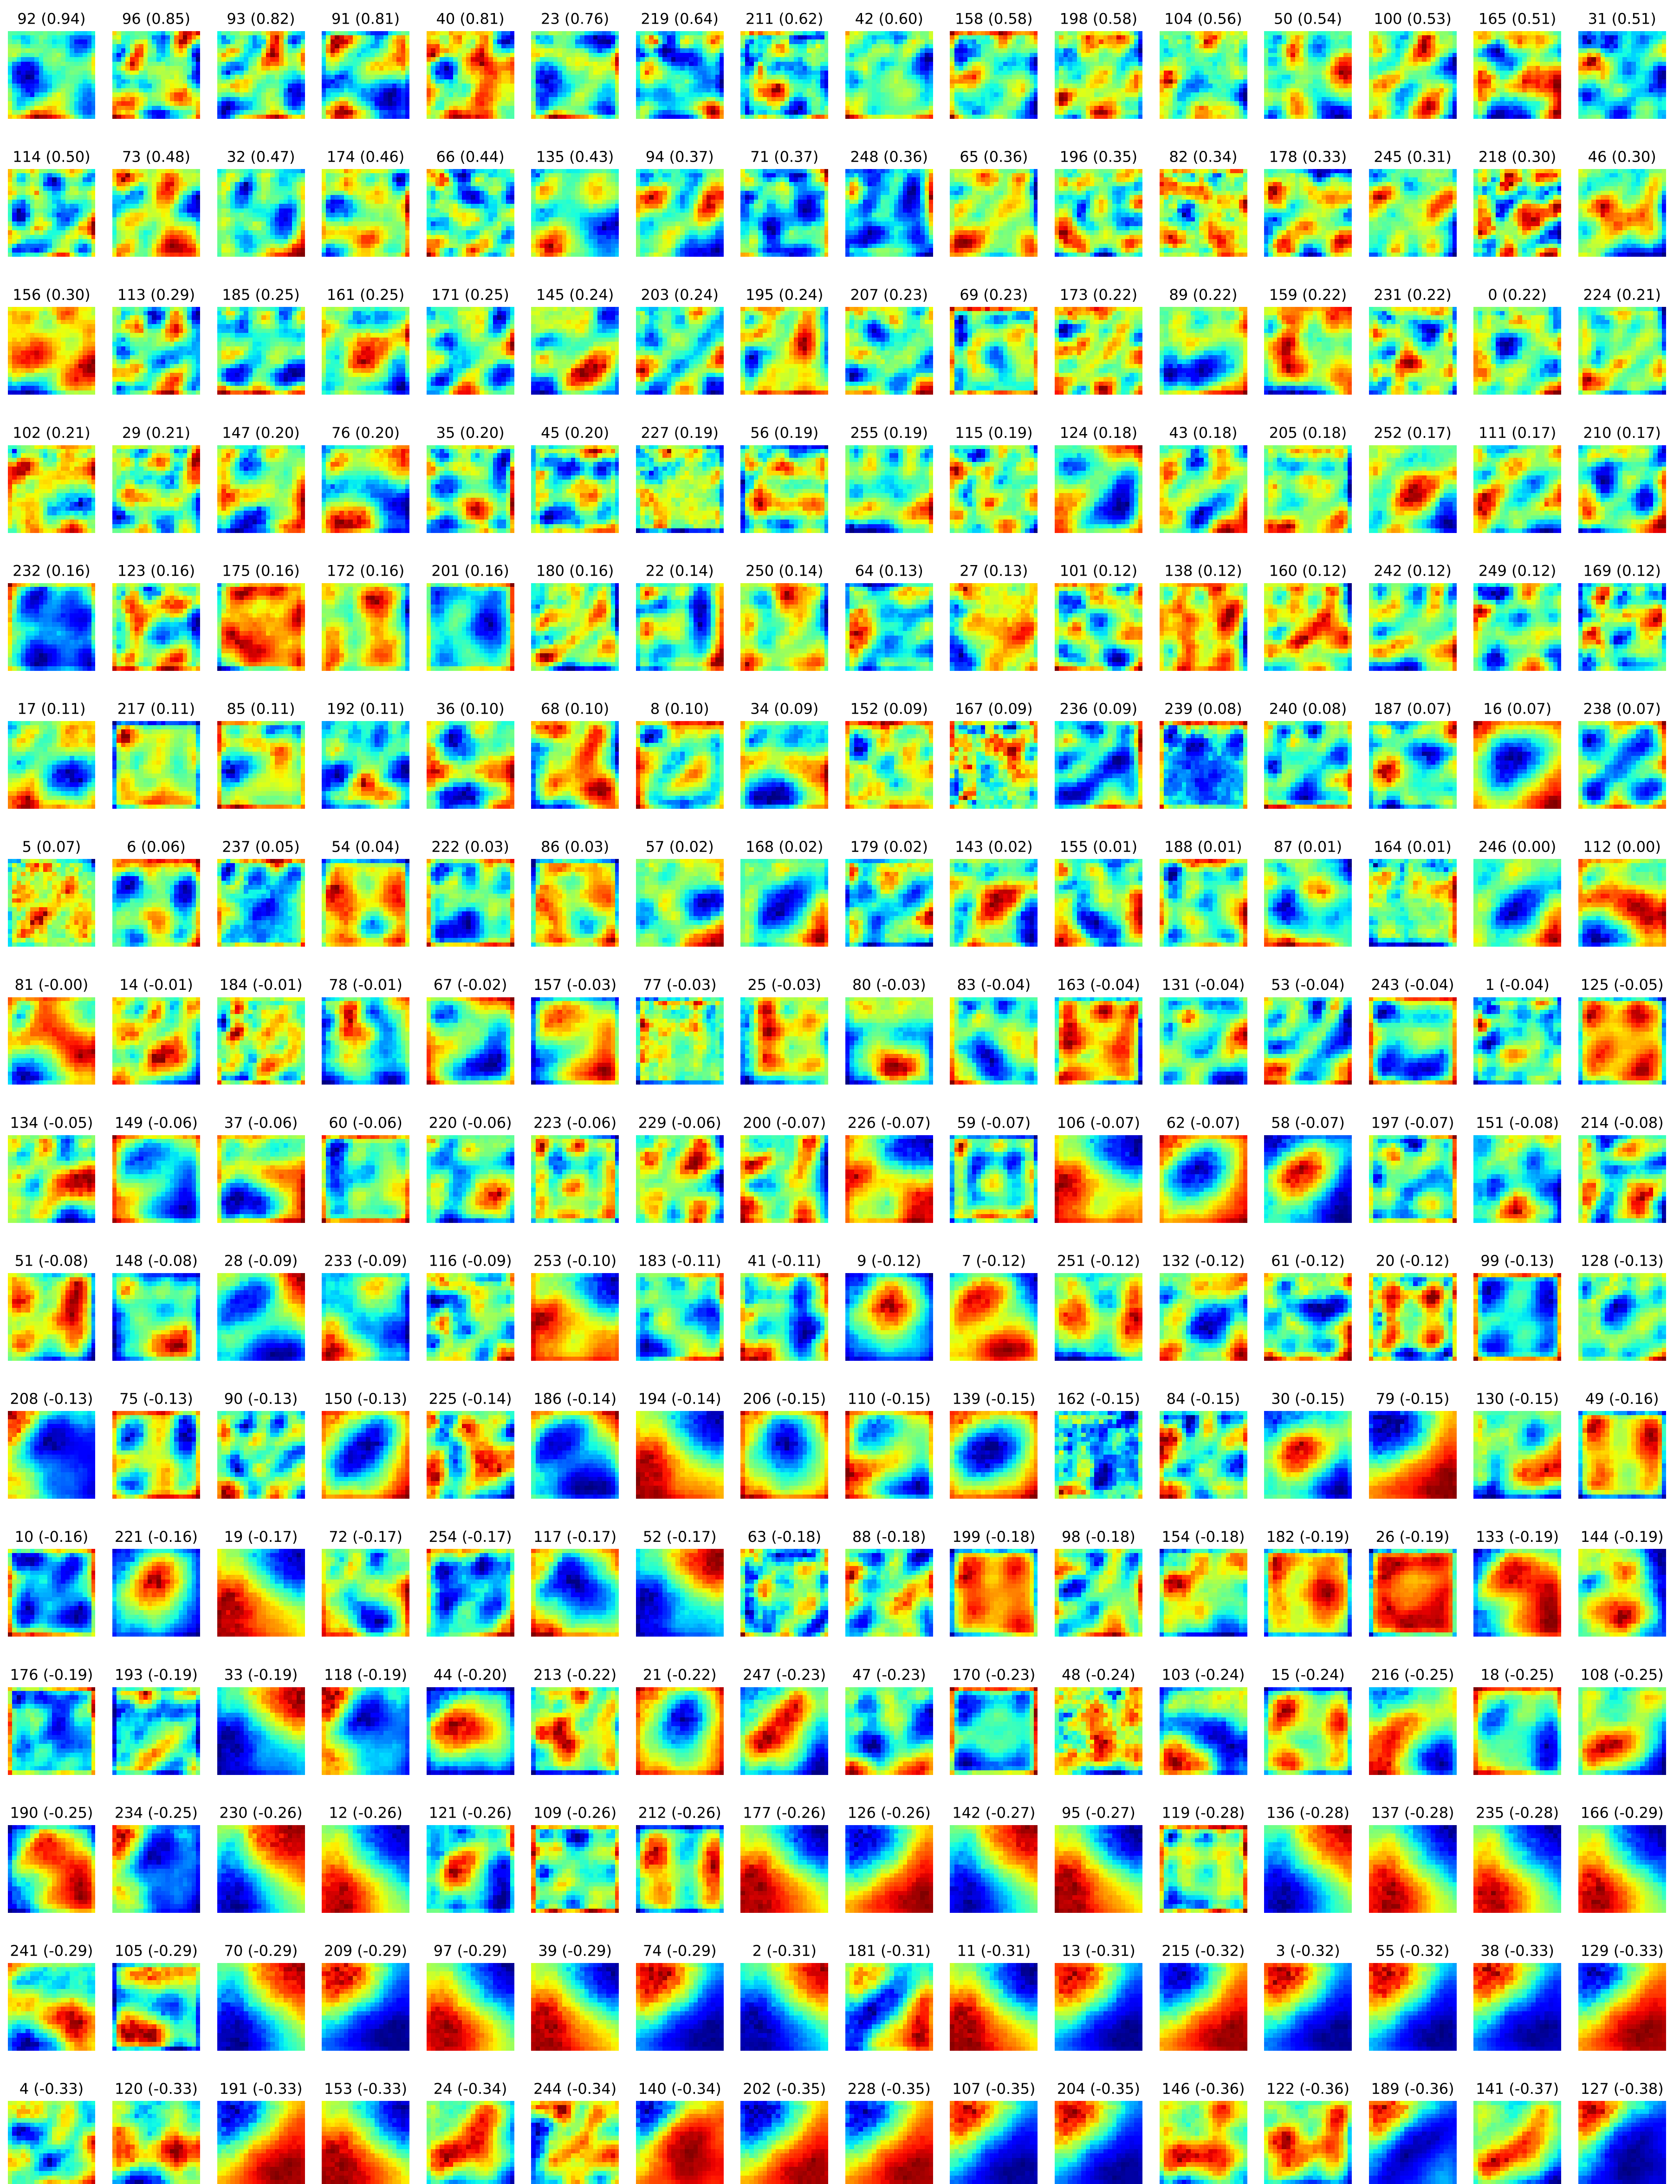 92 (0.94) 96 (0.85) 93 (0.82) 91 (0.81) 40 (0.81) 23 (0.76) 219 (0.64) 211 (0.62) 42 (0.60) 158 (0.58) 198 (0.58) 104 (0.56) 50 (0.54) 100 (0.53) 165 (0.51) 31 (0.51)
114 (0.50) 73 (0.48) 32 (0.47) 174 (0.46) 66 (0.44) 135 (0.43) 94 (0.37) 71 (0.37) 248 (0.36) 65 (0.36) 196 (0.35) 82 (0.34) 178 (0.33) 245 (0.31) 218 (0.30) 46 (0.30)
156 (0.30) 113 (0.29) 185 (0.25) 161 (0.25) 171 (0.25) 145 (0.24) 203 (0.24) 195 (0.24) 207 (0.23) 69 (0.23) 173 (0.22) 89 (0.22) 159 (0.22) 231 (0.22) 0 (0.22) 224 (0.21)
102 (0.21) 29 (0.21) 147 (0.20) 76 (0.20) 35 (0.20) 45 (0.20) 227 (0.19) 56 (0.19) 255 (0.19) 115 (0.19) 124 (0.18) 43 (0.18) 205 (0.18) 252 (0.17) 111 (0.17) 210 (0.17)
232 (0.16) 123 (0.16) 175 (0.16) 172 (0.16) 201 (0.16) 180 (0.16) 22 (0.14) 250 (0.14) 64 (0.13) 27 (0.13) 101 (0.12) 138 (0.12) 160 (0.12) 242 (0.12) 249 (0.12) 169 (0.12)
17 (0.11) 217 (0.11) 85 (0.11) 192 (0.11) 36 (0.10) 68 (0.10) 8 (0.10) 34 (0.09) 152 (0.09) 167 (0.09) 236 (0.09) 239 (0.08) 240 (0.08) 187 (0.07) 16 (0.07) 238 (0.07)
5 (0.07) 6 (0.06) 237 (0.05) 54 (0.04) 222 (0.03) 86 (0.03) 57 (0.02) 168 (0.02) 179 (0.02) 143 (0.02) 155 (0.01) 188 (0.01) 87 (0.01) 164 (0.01) 246 (0.00) 112 (0.00)
81 (-0.00) 14 (-0.01) 184 (-0.01) 78 (-0.01) 67 (-0.02) 157 (-0.03) 77 (-0.03) 25 (-0.03) 80 (-0.03) 83 (-0.04) 163 (-0.04) 131 (-0.04) 53 (-0.04) 243 (-0.04) 1 (-0.04) 125 (-0.05)
134 (-0.05) 149 (-0.06) 37 (-0.06) 60 (-0.06) 220 (-0.06) 223 (-0.06) 229 (-0.06) 200 (-0.07) 226 (-0.07) 59 (-0.07) 106 (-0.07) 62 (-0.07) 58 (-0.07) 197 (-0.07) 151 (-0.08) 214 (-0.08)
51 (-0.08) 148 (-0.08) 28 (-0.09) 233 (-0.09) 116 (-0.09) 253 (-0.10) 183 (-0.11) 41 (-0.11) 9 (-0.12) 7 (-0.12) 251 (-0.12) 132 (-0.12) 61 (-0.12) 20 (-0.12) 99 (-0.13) 128 (-0.13)
208 (-0.13) 75 (-0.13) 90 (-0.13) 150 (-0.13) 225 (-0.14) 186 (-0.14) 194 (-0.14) 206 (-0.15) 110 (-0.15) 139 (-0.15) 162 (-0.15) 84 (-0.15) 30 (-0.15) 79 (-0.15) 130 (-0.15) 49 (-0.16)
10 (-0.16) 221 (-0.16) 19 (-0.17) 72 (-0.17) 254 (-0.17) 117 (-0.17) 52 (-0.17) 63 (-0.18) 88 (-0.18) 199 (-0.18) 98 (-0.18) 154 (-0.18) 182 (-0.19) 26 (-0.19) 133 (-0.19) 144 (-0.19)
176 (-0.19) 193 (-0.19) 33 (-0.19) 118 (-0.19) 44 (-0.20) 213 (-0.22) 21 (-0.22) 247 (-0.23) 47 (-0.23) 170 (-0.23) 48 (-0.24) 103 (-0.24) 15 (-0.24) 216 (-0.25) 18 (-0.25) 108 (-0.25)
190 (-0.25) 234 (-0.25) 230 (-0.26) 12 (-0.26) 121 (-0.26) 109 (-0.26) 212 (-0.26) 177 (-0.26) 126 (-0.26) 142 (-0.27) 95 (-0.27) 119 (-0.28) 136 (-0.28) 137 (-0.28) 235 (-0.28) 166 (-0.29)
241 (-0.29) 105 (-0.29) 70 (-0.29) 209 (-0.29) 97 (-0.29) 39 (-0.29) 74 (-0.29) 2 (-0.31) 181 (-0.31) 11 (-0.31) 13 (-0.31) 215 (-0.32) 3 (-0.32) 55 (-0.32) 38 (-0.33) 129 (-0.33)
4 (-0.33) 120 (-0.33) 191 (-0.33) 153 (-0.33) 24 (-0.34) 244 (-0.34) 140 (-0.34) 202 (-0.35) 228 (-0.35) 107 (-0.35) 204 (-0.35) 146 (-0.36) 122 (-0.36) 189 (-0.36) 141 (-0.37) 127 (-0.38)